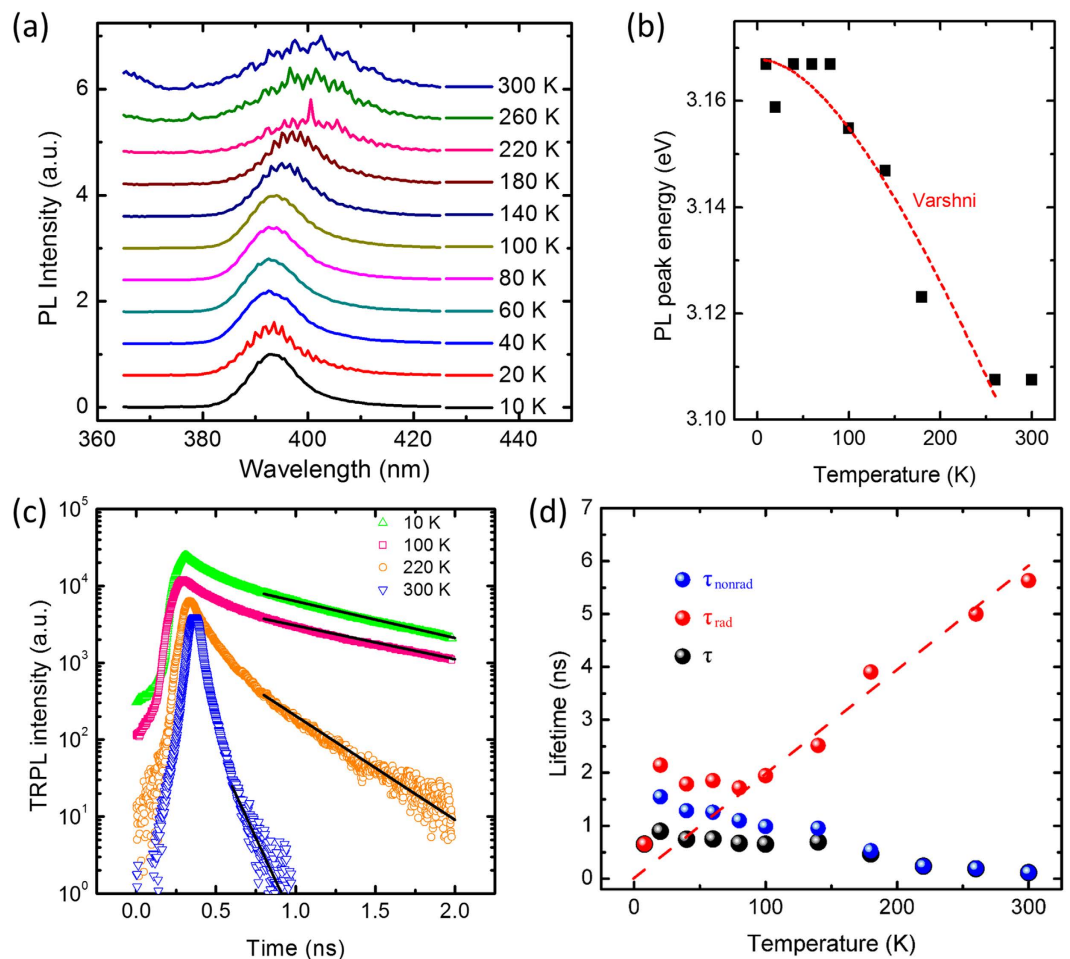 (a)
PL Intensity (a.u.)
6
4
2
0
300 K
260 K
220 K
180 K
140 K
100 K
80 K
60 K
40 K
20 K
10 K
360 380 400 420 440
Wavelength (nm)
(b)
PL peak energy (eV)
3.16
3.14
3.12
3.10
Varshni
0 100 200 300
Temperature (K)
(c)
TRPL intensity (a.u.)
10^5
10^4
10^3
10^2
10^1
10^0
10 K
100 K
220 K
300 K
0.0 0.5 1.0 1.5 2.0
Time (ns)
(d)
Lifetime (ns)
7
6
5
4
3
2
1
0
τ nonrad
τ rad
τ
0 100 200 300
Temperature (K)